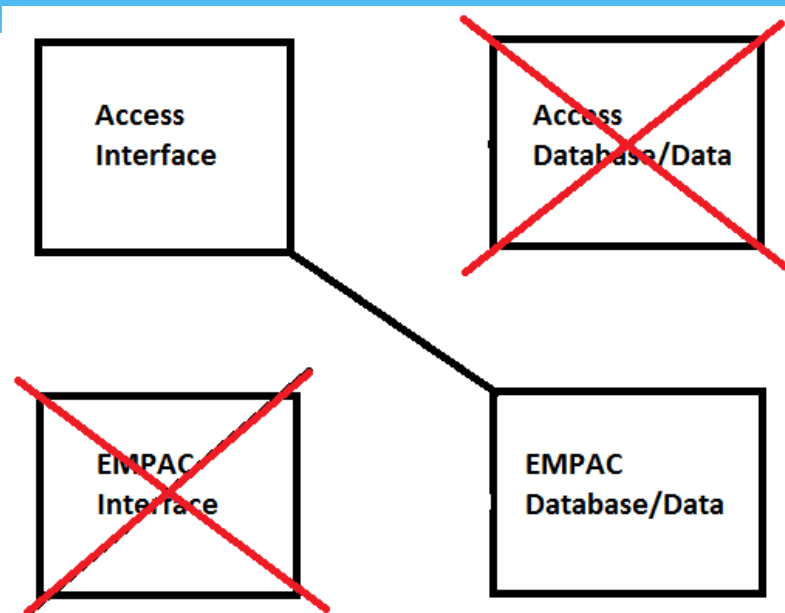 Access
Interface
Access
Database/Data
EMPAC
Interface
EMPAC
Database/Data